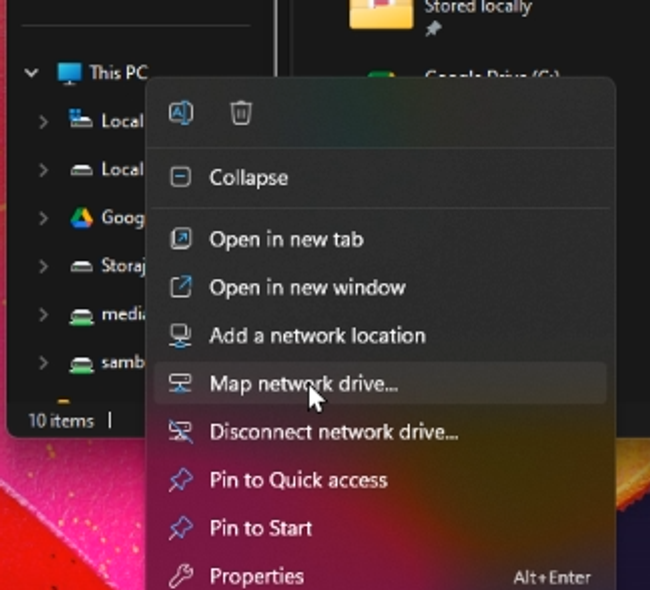 Stored locally
Google Drive (G:)
This PC
Local
Local
Goog
Storaj
media
samb
10 items
Collapse
Open in new tab
Open in new window
Add a network location
Map network drive...
Disconnect network drive...
Pin to Quick access
Pin to Start
Properties Alt+Enter